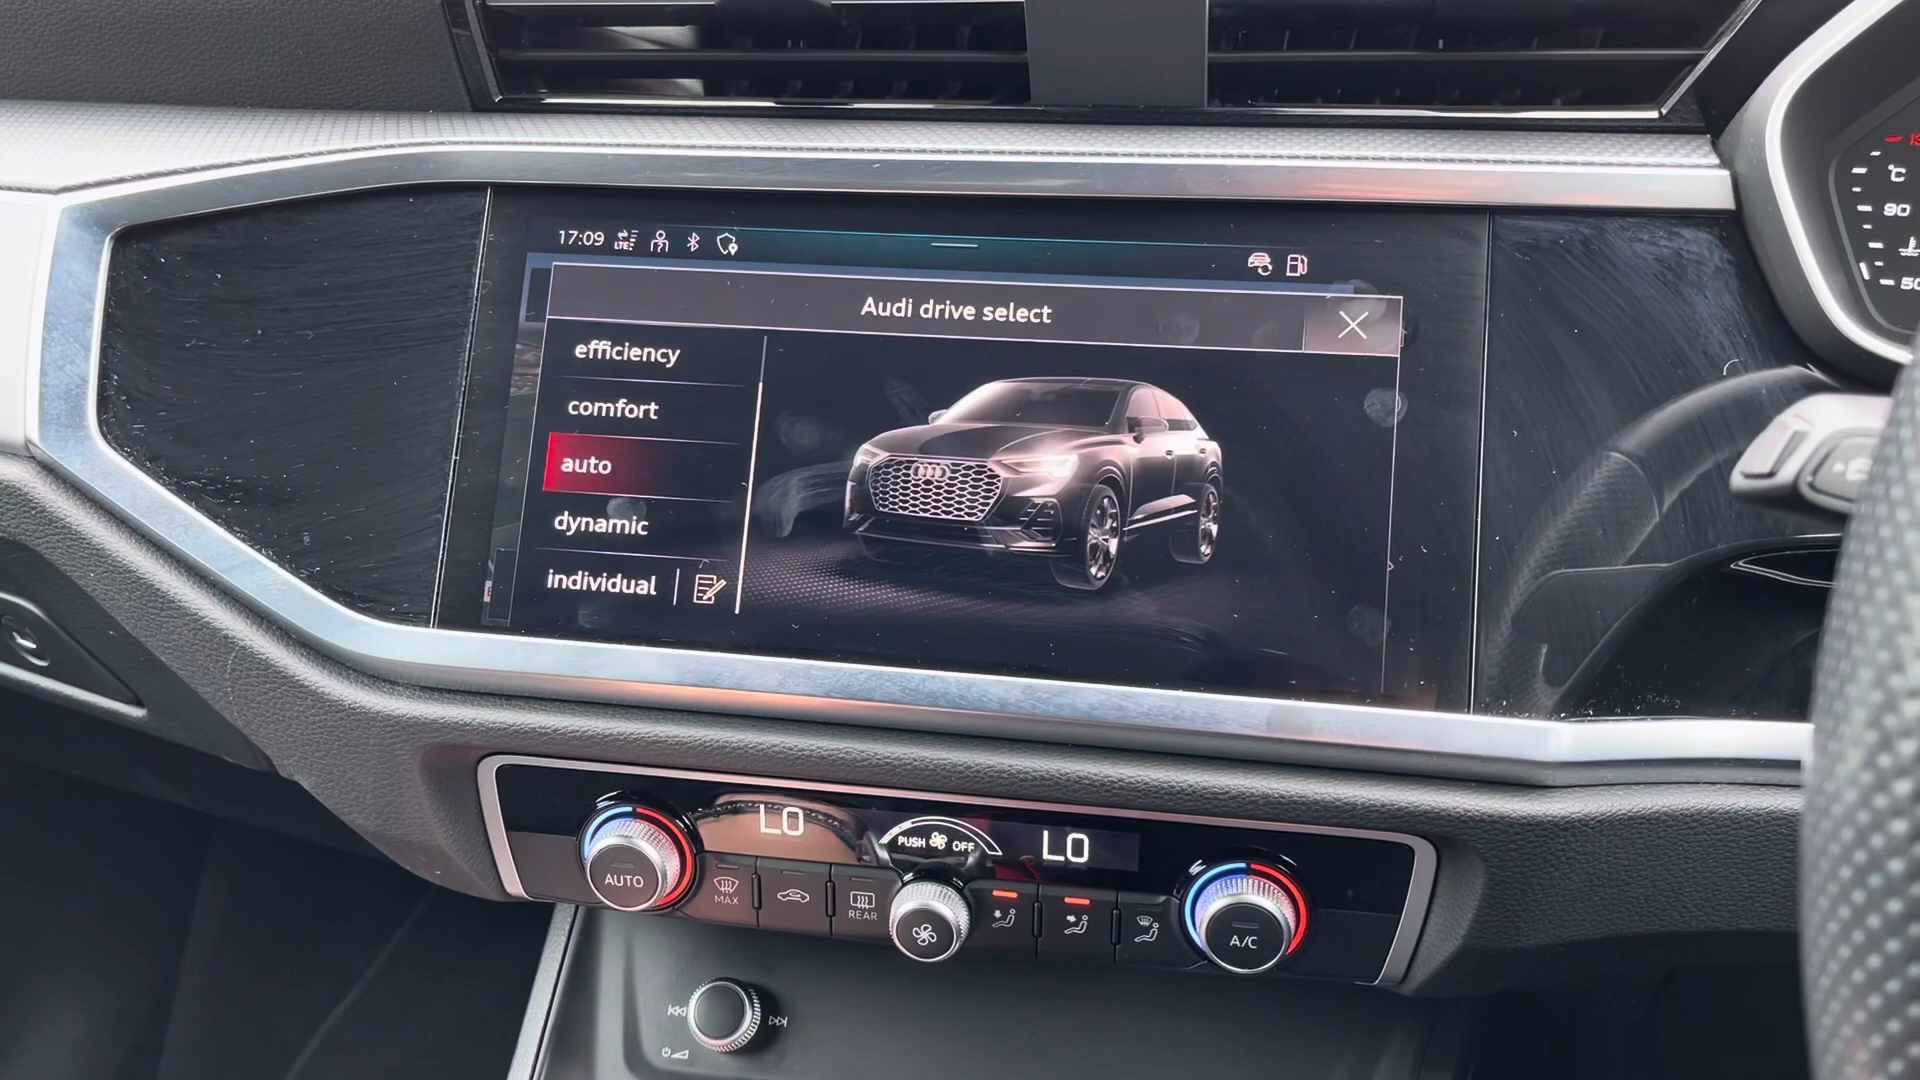 17:09
LTE
Audi drive select
efficiency
comfort
auto
dynamic
individual
°C
90
50
LO
PUSH OFF
LO
AUTO
MAX
REAR
A/C